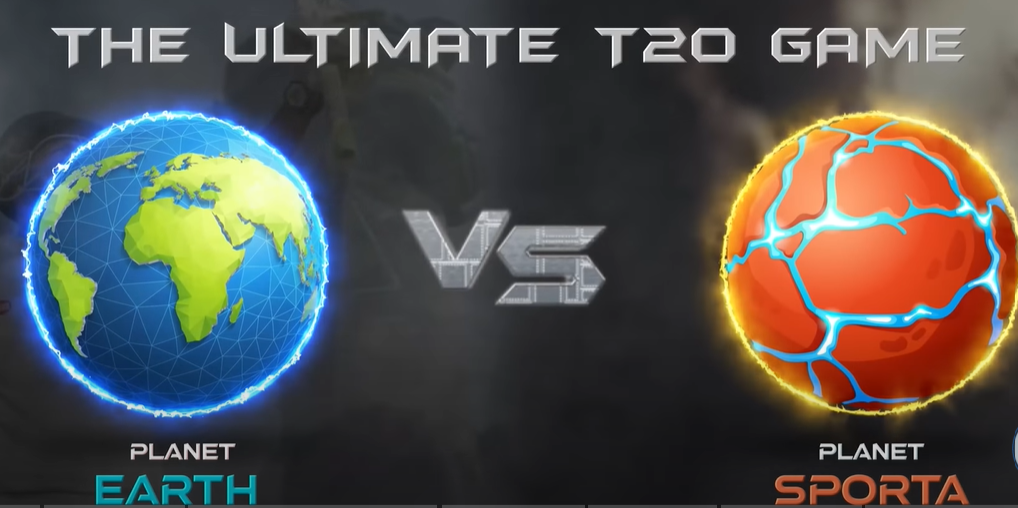 THE ULTIMATE T20 GAME
VS
PLANET
EARTH
PLANET
SPORTA